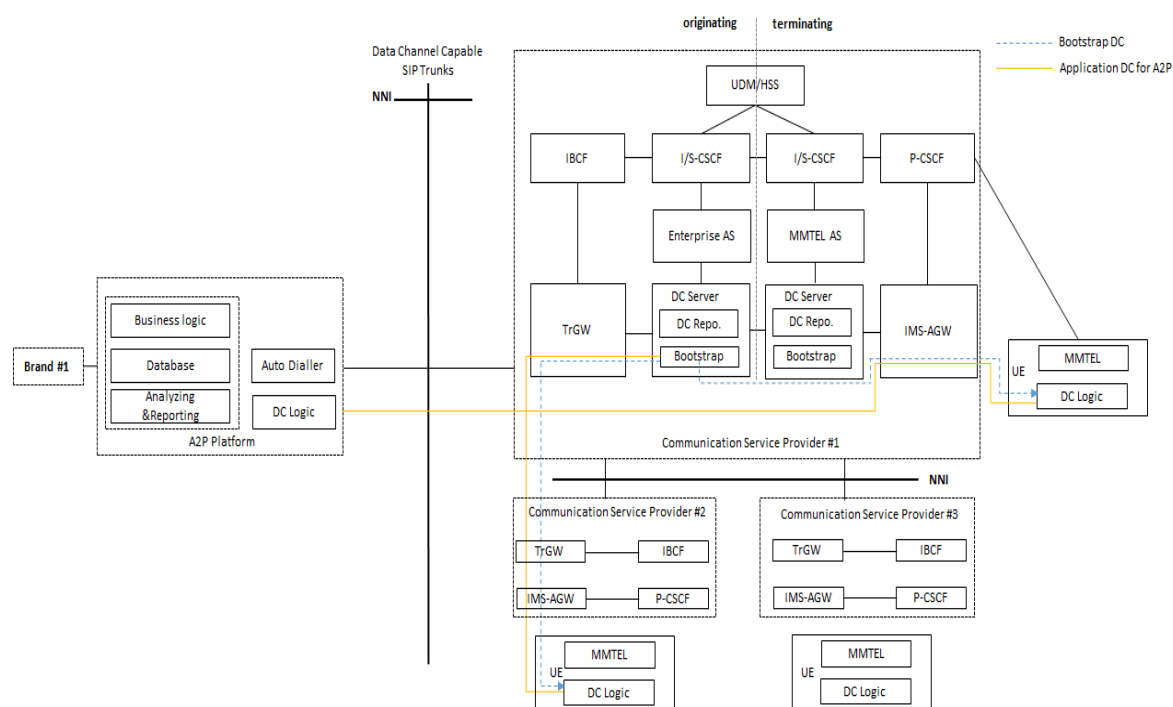 originating
terminating
Data Channel Capable
SIP Trunks
NNI
Bootstrap DC
Application DC for A2P
UDM/HSS
IBCF
I/S-CSCF
I/S-CSCF
P-CSCF
Enterprise AS
MMTEL AS
TrGW
DC Server
DC Repo.
Bootstrap
DC Server
DC Repo.
Bootstrap
IMS-AGW
Brand #1
Business logic
Database
Analyzing
&Reporting
Auto Dialler
DC Logic
A2P Platform
MMTEL
UE
DC Logic
Communication Service Provider #1
NNI
Communication Service Provider #2
TrGW
IBCF
IMS-AGW
P-CSCF
Communication Service Provider #3
TrGW
IBCF
IMS-AGW
P-CSCF
MMTEL
UE
DC Logic
MMTEL
UE
DC Logic